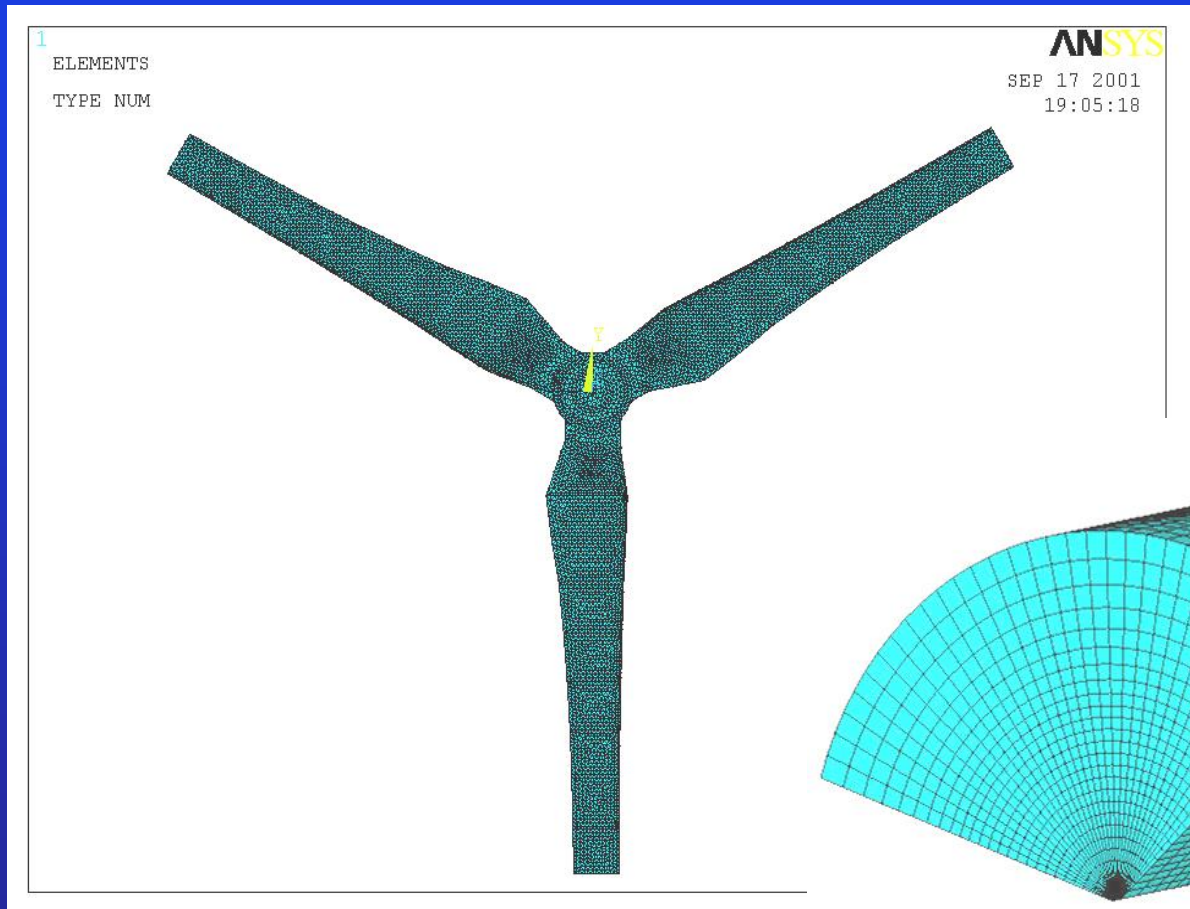 1
ELEMENTS
TYPE NUM
ANSYS
SEP 17 2001
19:05:18
Y